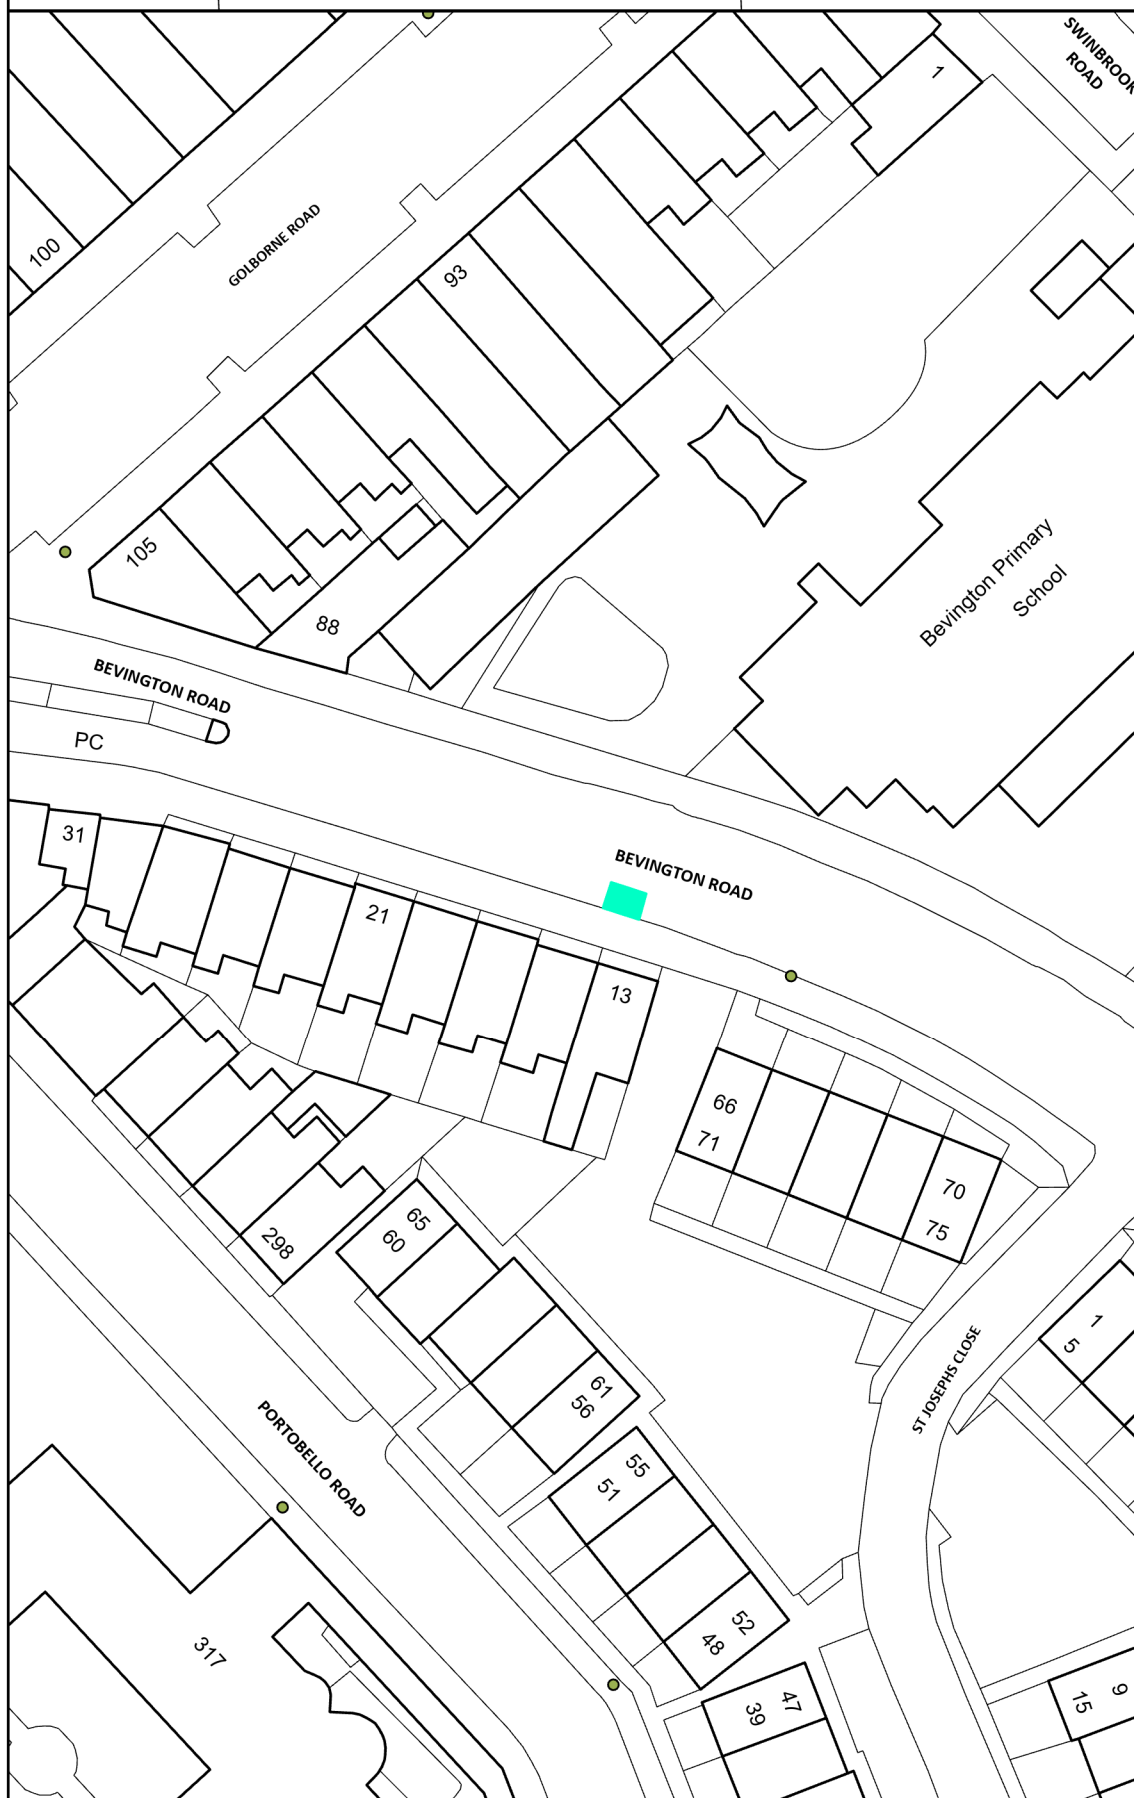 SWINBROOK
ROAD
1
100
GOLBORNE ROAD
93
105
88
Bevington Primary
School
BEVINGTON ROAD
PC
31
21
BEVINGTON ROAD
13
66
71
70
75
65
60
298
61
56
1
5
ST JOSEPHS CLOSE
PORTOBELLO ROAD
55
51
52
48
317
47
39
9
15